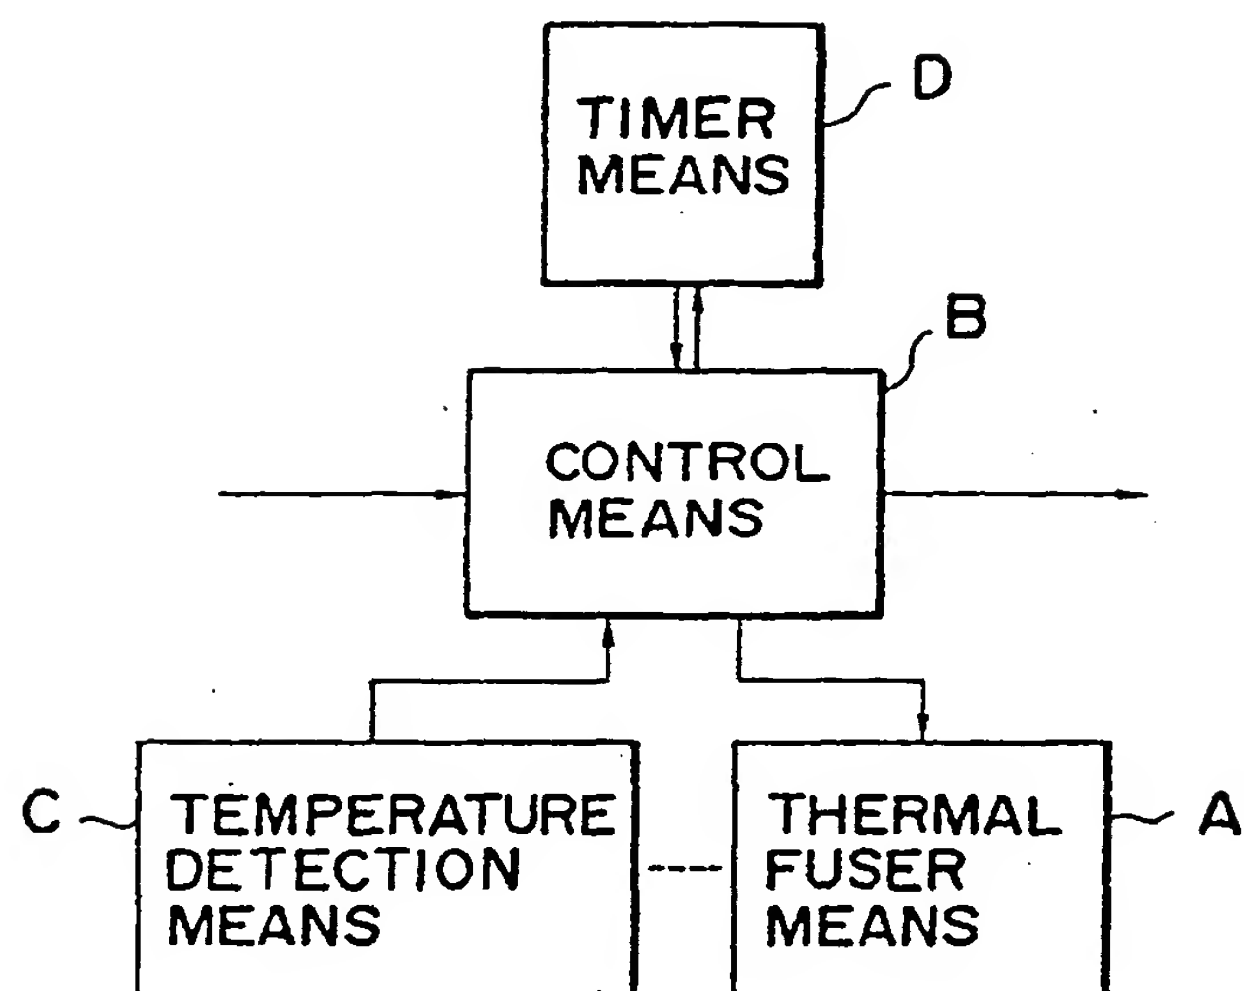 TIMER
MEANS
D
B
CONTROL
MEANS
C
TEMPERATURE
DETECTION
MEANS
THERMAL
FUSER
MEANS
A